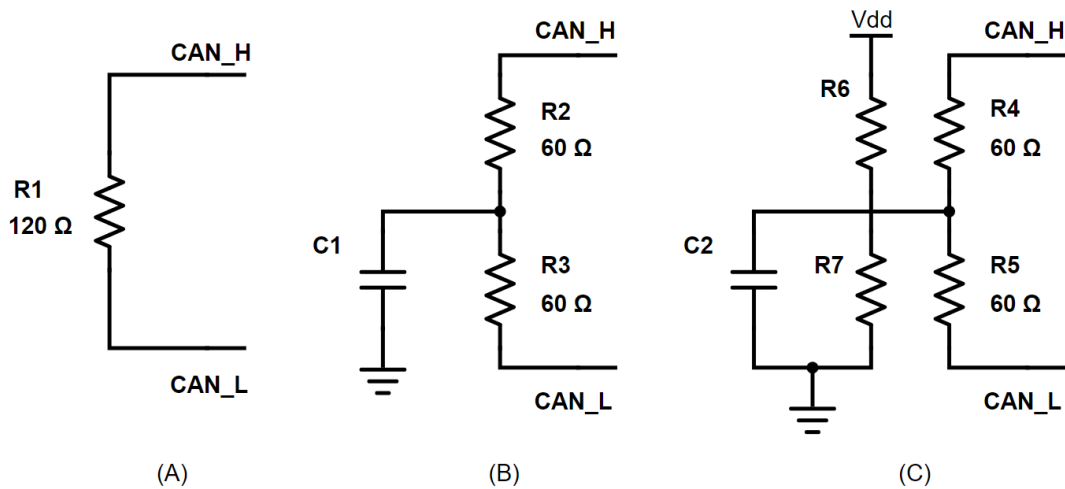 CAN_H
R1
120 Ω
CAN_L
(A)
CAN_H
R2
60 Ω
C1
R3
60 Ω
CAN_L
(B)
Vdd
CAN_H
R6
R4
60 Ω
C2
R7
R5
60 Ω
CAN_L
(C)